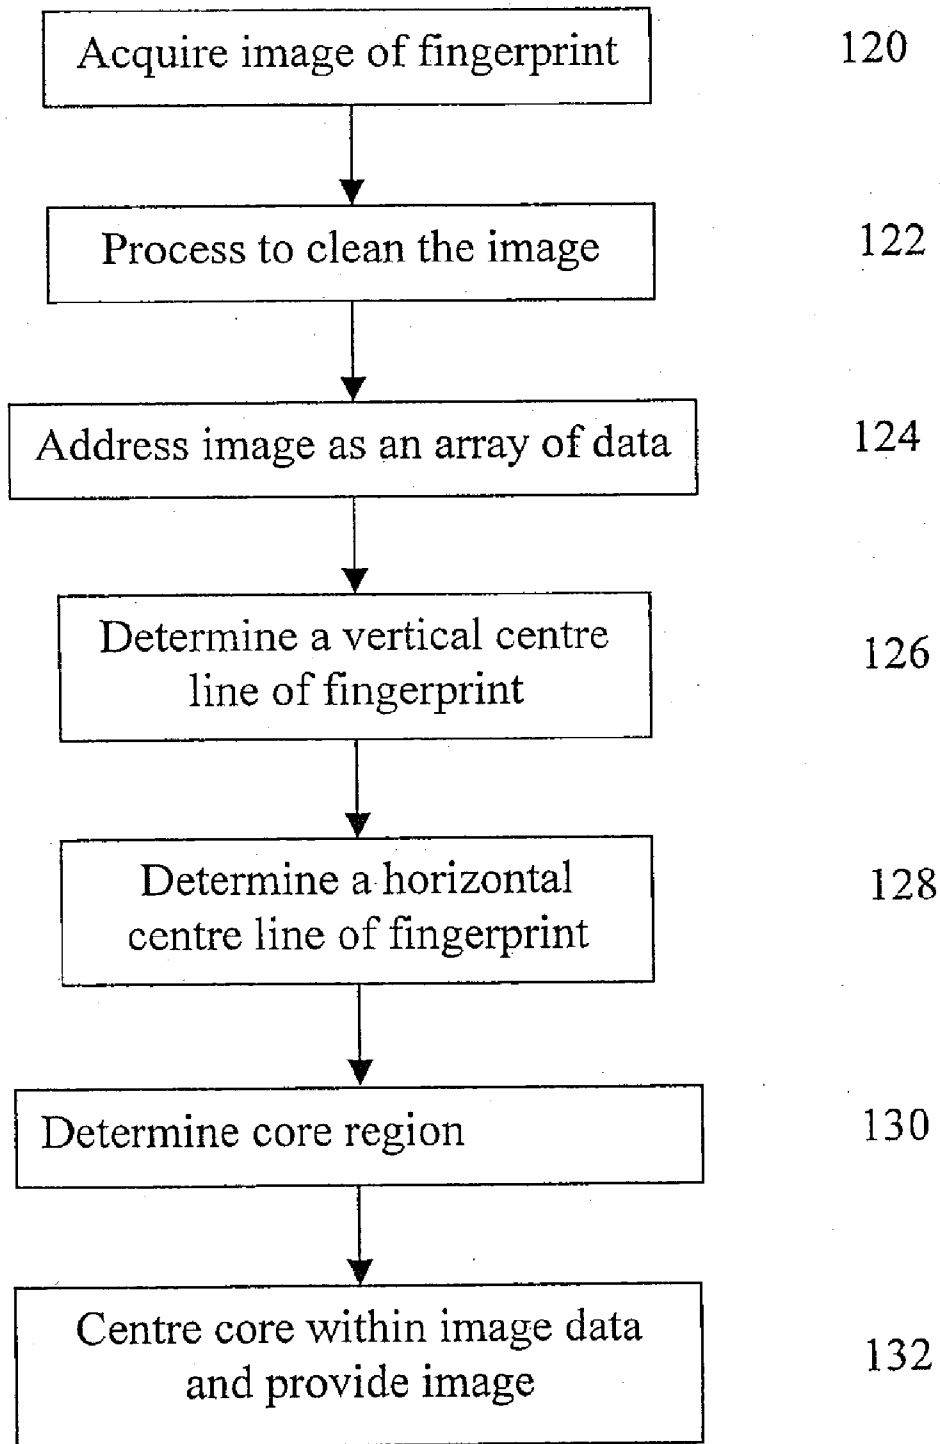 Acquire image of fingerprint 120
Process to clean the image 122
Address image as an array of data 124
Determine a vertical centre
line of fingerprint 126
Determine a horizontal 128
centre line of fingerprint
Determine core region 130
Centre core within image data
and provide image 132